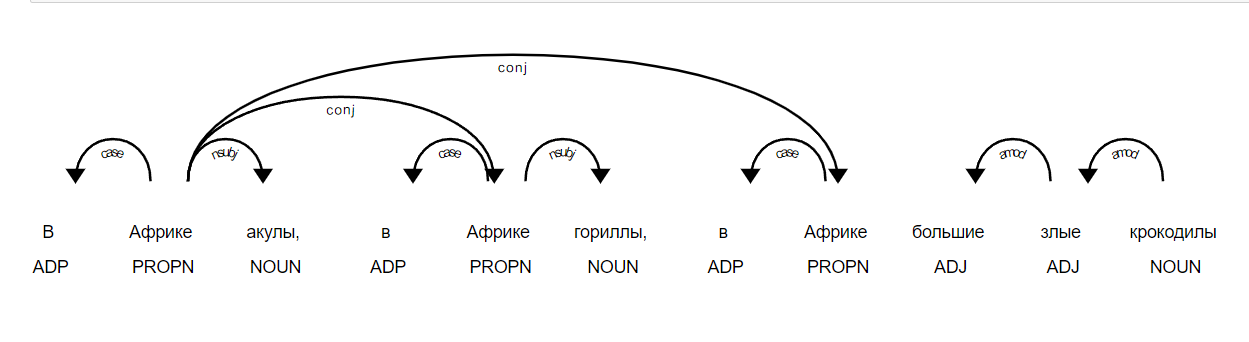 conj
conj
case nsubj case nsubj case amod amod
В Африке акулы, в Африке гориллы, в Африке большие злые крокодилы
ADP PROPN NOUN ADP PROPN NOUN ADP PROPN ADJ ADJ NOUN